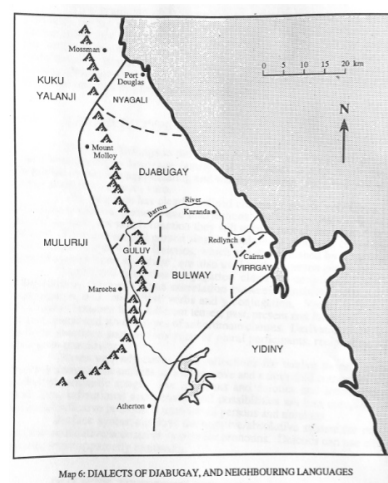 Mossman
KUKU
YALANJI
Port
Douglas
NYAGALI
0 5 10 15 20 km
N
Mount
Molloy
DJABUGAY
Barron River
Kuranda
MULURIJI
GULUY
Redlynch
Cairns
YIRRGAY
BULWAY
Mareeba
YIDINY
Atherton
Map 6: DIALECTS OF DJABUGAY, AND NEIGHBOURING LANGUAGES